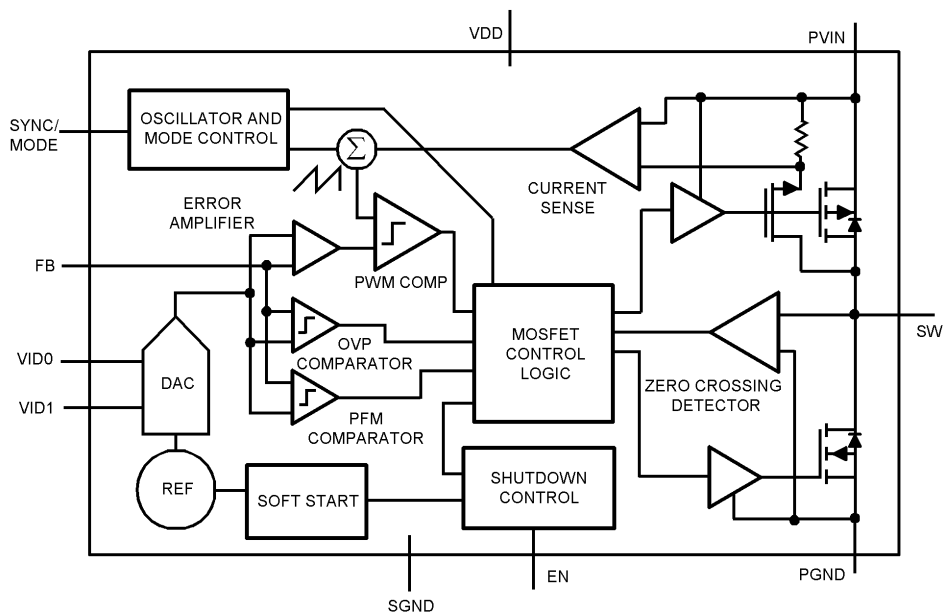 VDD
PVIN
OSCILLATOR AND
MODE CONTROL
SYNC/
MODE
Σ
CURRENT
SENSE
ERROR
AMPLIFIER
FB
PWM COMP
MOSFET
CONTROL
LOGIC
SW
OVP
COMPARATOR
VID0
DAC
ZERO CROSSING
DETECTOR
VID1
PFM
COMPARATOR
REF
SOFT START
SHUTDOWN
CONTROL
PGND
EN
SGND